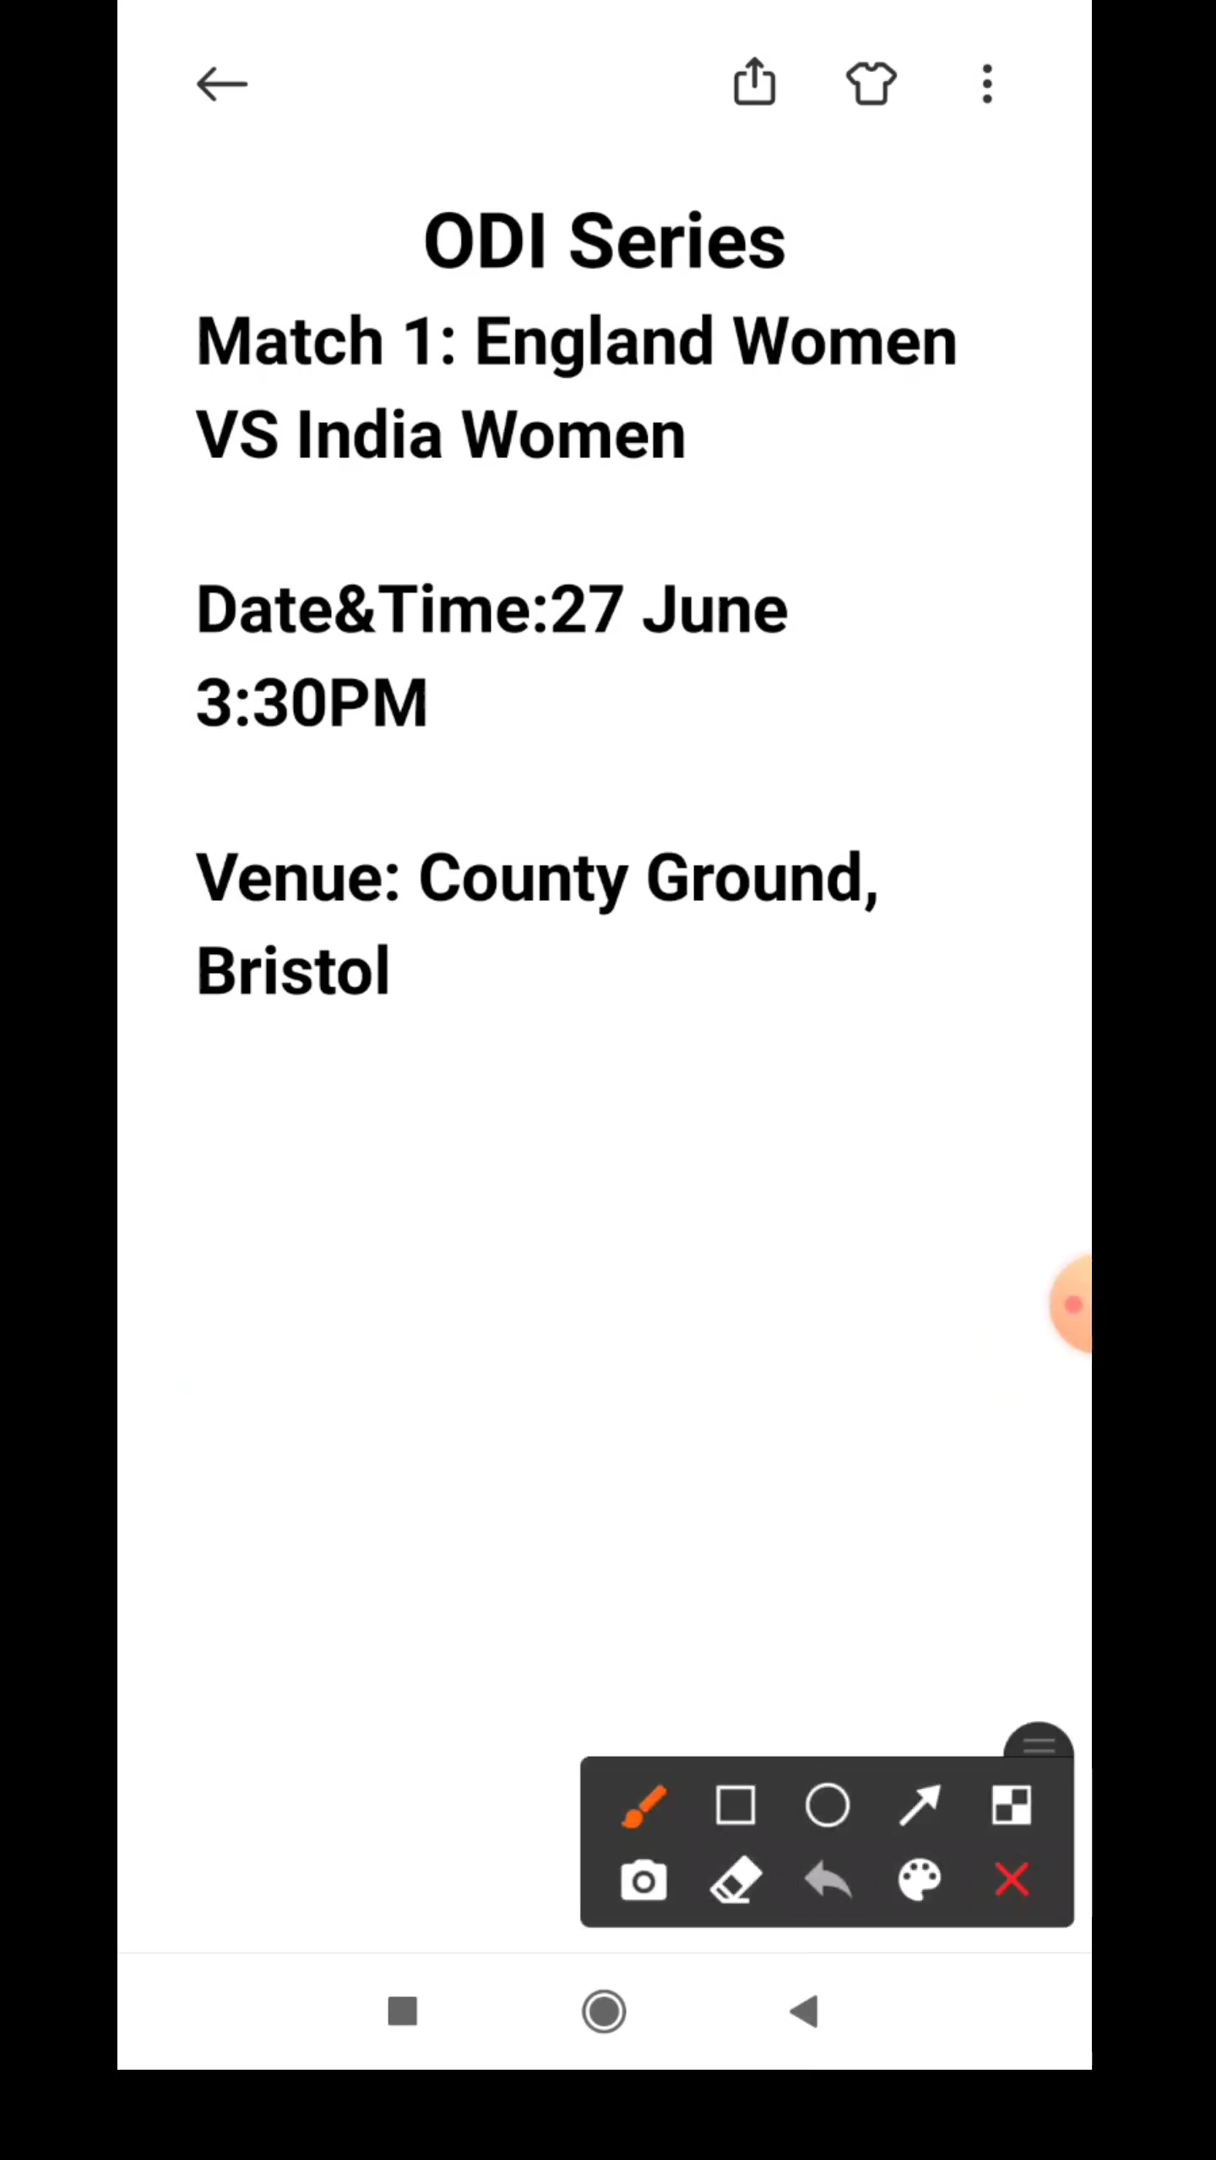 ODI Series
Match 1: England Women
VS India Women
Date&Time:27 June
3:30PM
Venue: County Ground,
Bristol